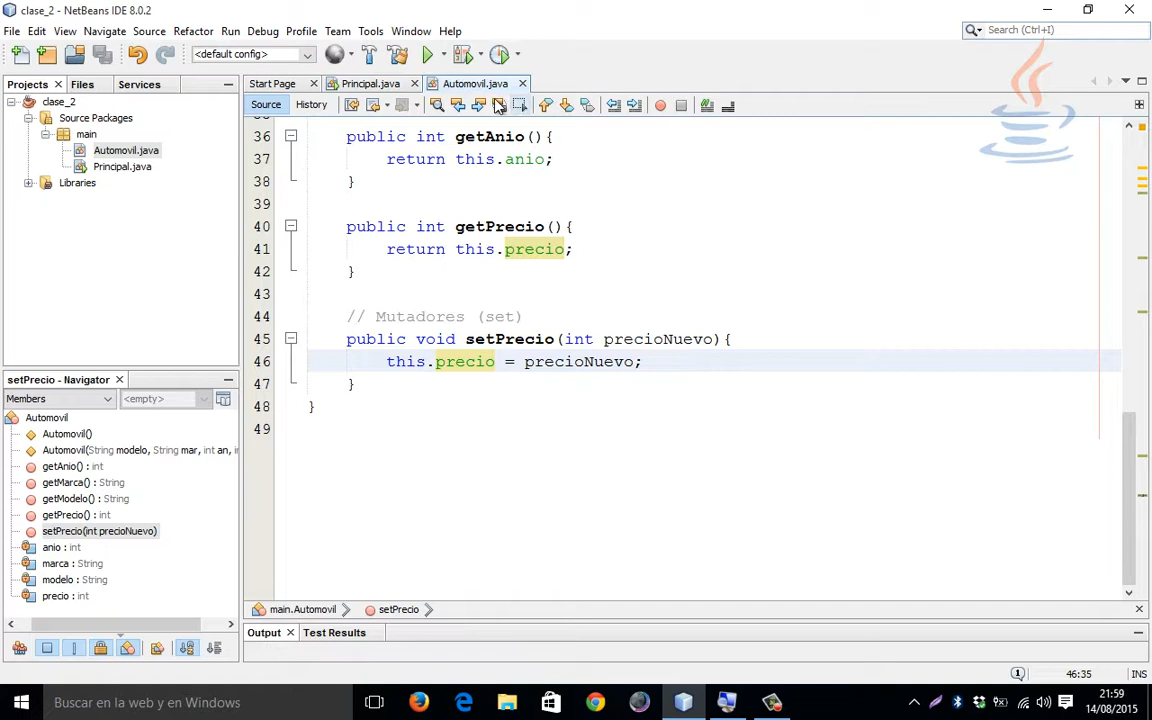 clase_2 - NetBeans IDE 8.0.2
File Edit View Navigate Source Refactor Run Debug Profile Team Tools Window Help
Search (Ctrl+I)
<default config>
Projects Files Services
Start Page Principal.java Automovil.java
Source History
clase_2
Source Packages
main
Automovil.java
Principal.java
Libraries
36 public int getAnio(){
37 return this.anio;
38 }
39
40 public int getPrecio(){
41 return this.precio;
42 }
43
44 // Mutadores (set)
45 public void setPrecio(int precioNuevo){
46 this.precio = precioNuevo;
47 }
48 }
49
setPrecio - Navigator
Members <empty>
Automovil
Automovil()
Automovil(String modelo, String mar, int an, in
getAnio() : int
getMarca() : String
getModelo() : String
getPrecio() : int
setPrecio(int precioNuevo)
anio : int
marca : String
modelo : String
precio : int
main.Automovil setPrecio
Output Test Results
46:35 INS
Buscar en la web y en Windows
21:59
14/08/2015
Java